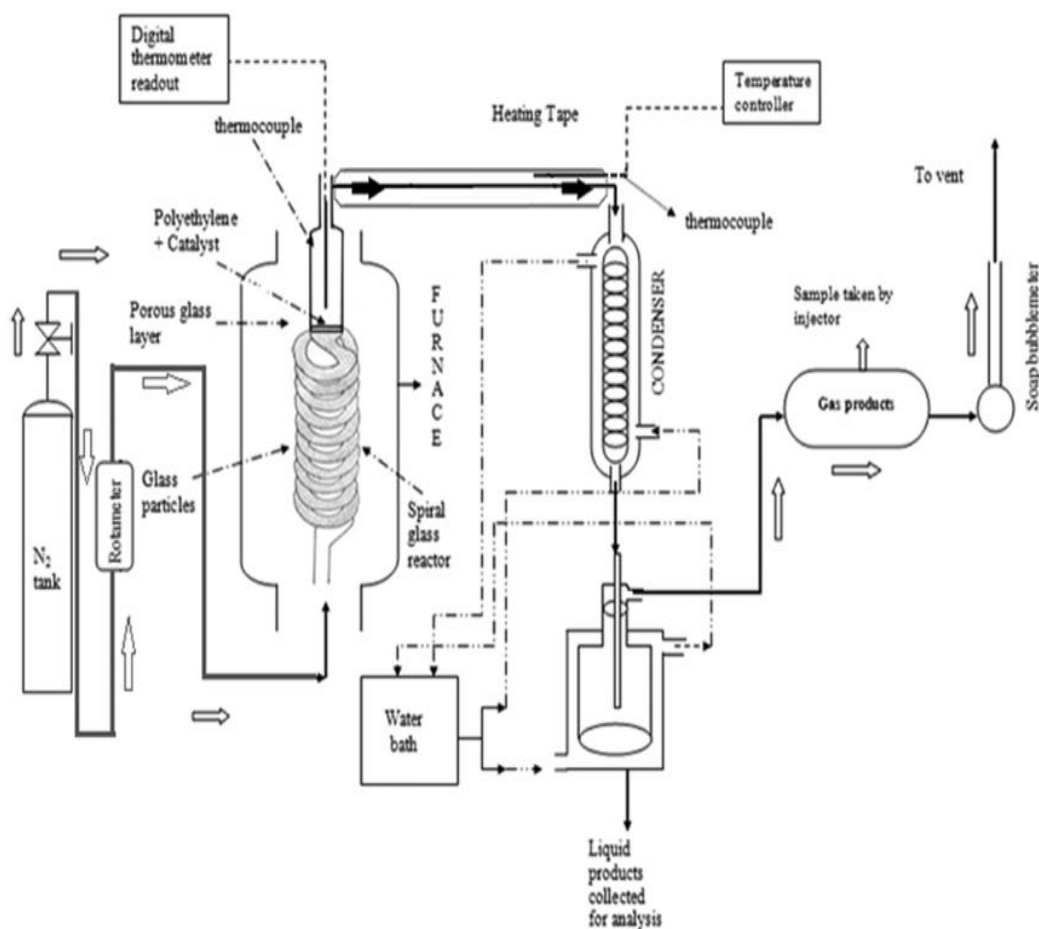 Digital
thermometer
readout
Temperature
controller
Heating Tape
thermocouple
To vent
thermocouple
Polyethylene
+ Catalyst
Porous glass
layer
FURNACE
CONDENSER
Sample taken by
injector
Soap bubblemeter
Gas products
Glass
particles
Spiral
glass
reactor
Rotameter
N₂
tank
Water
bath
Liquid
products
collected
for analysis